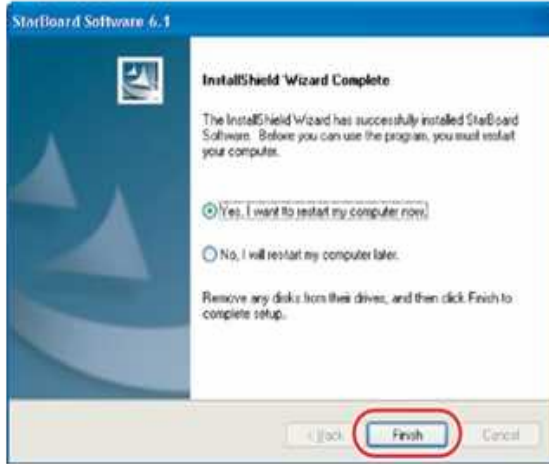 StarBoard Software 6.1
InstallShield Wizard Complete
The InstallShield Wizard has successfully installed StarBoard
Software. Before you can use the program, you must restart
your computer.
Yes, I want to restart my computer now.
No, I will restart my computer later.
Remove any disks from their drives, and then click Finish to
complete setup.
< Back Finish Cancel